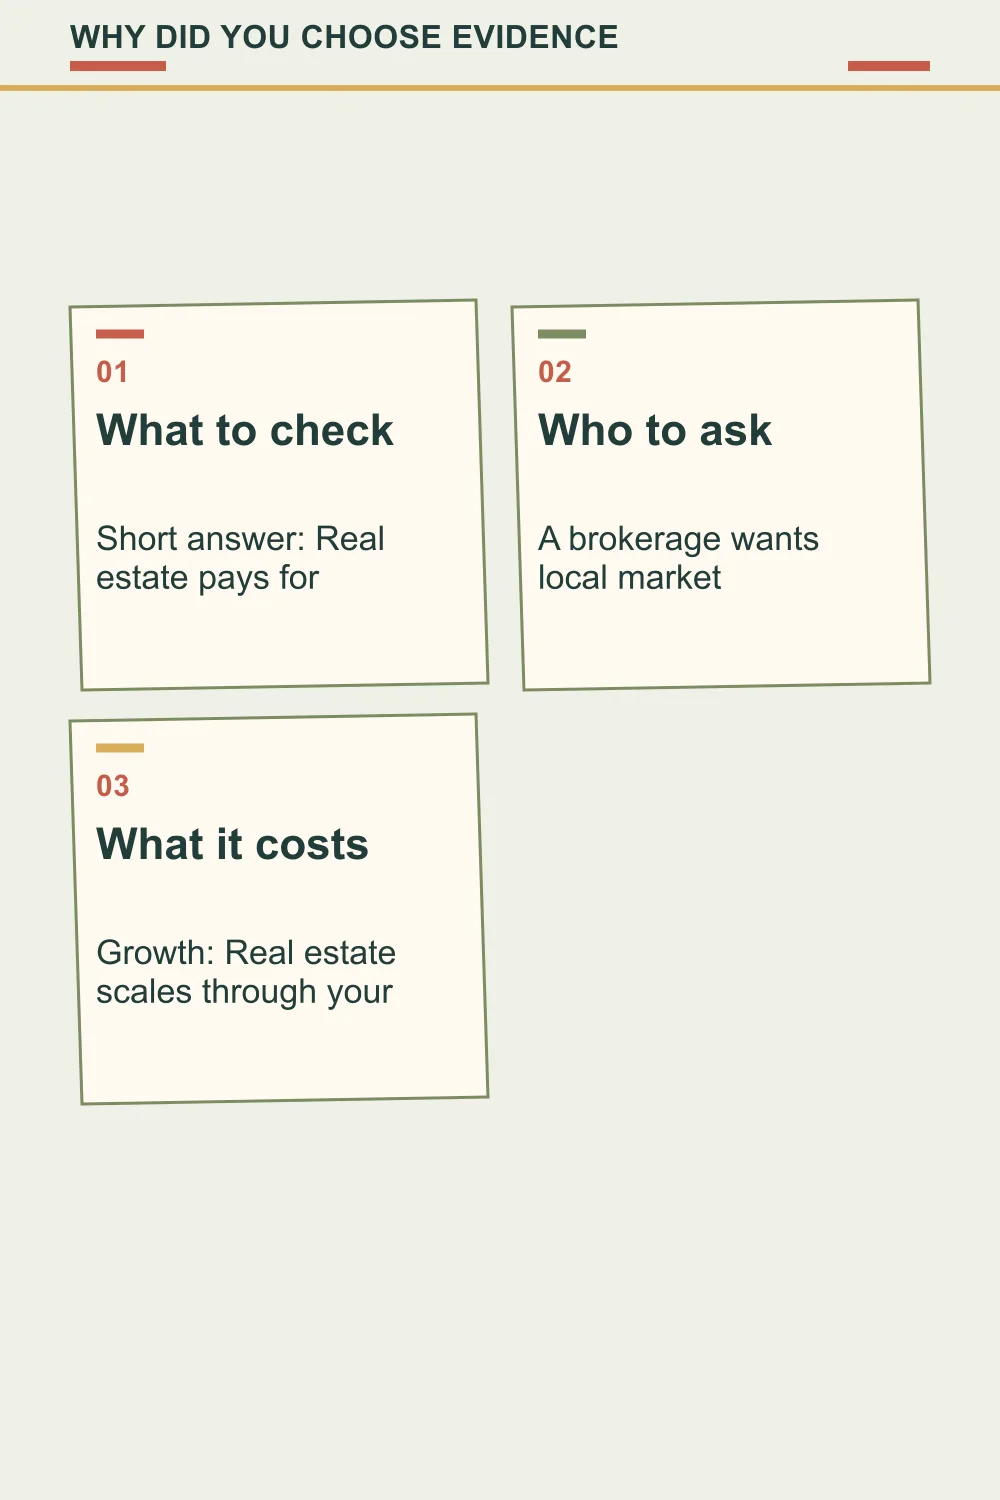 WHY DID YOU CHOOSE EVIDENCE
01
What to check
Short answer: Real
estate pays for
02
Who to ask
A brokerage wants
local market
03
What it costs
Growth: Real estate
scales through your